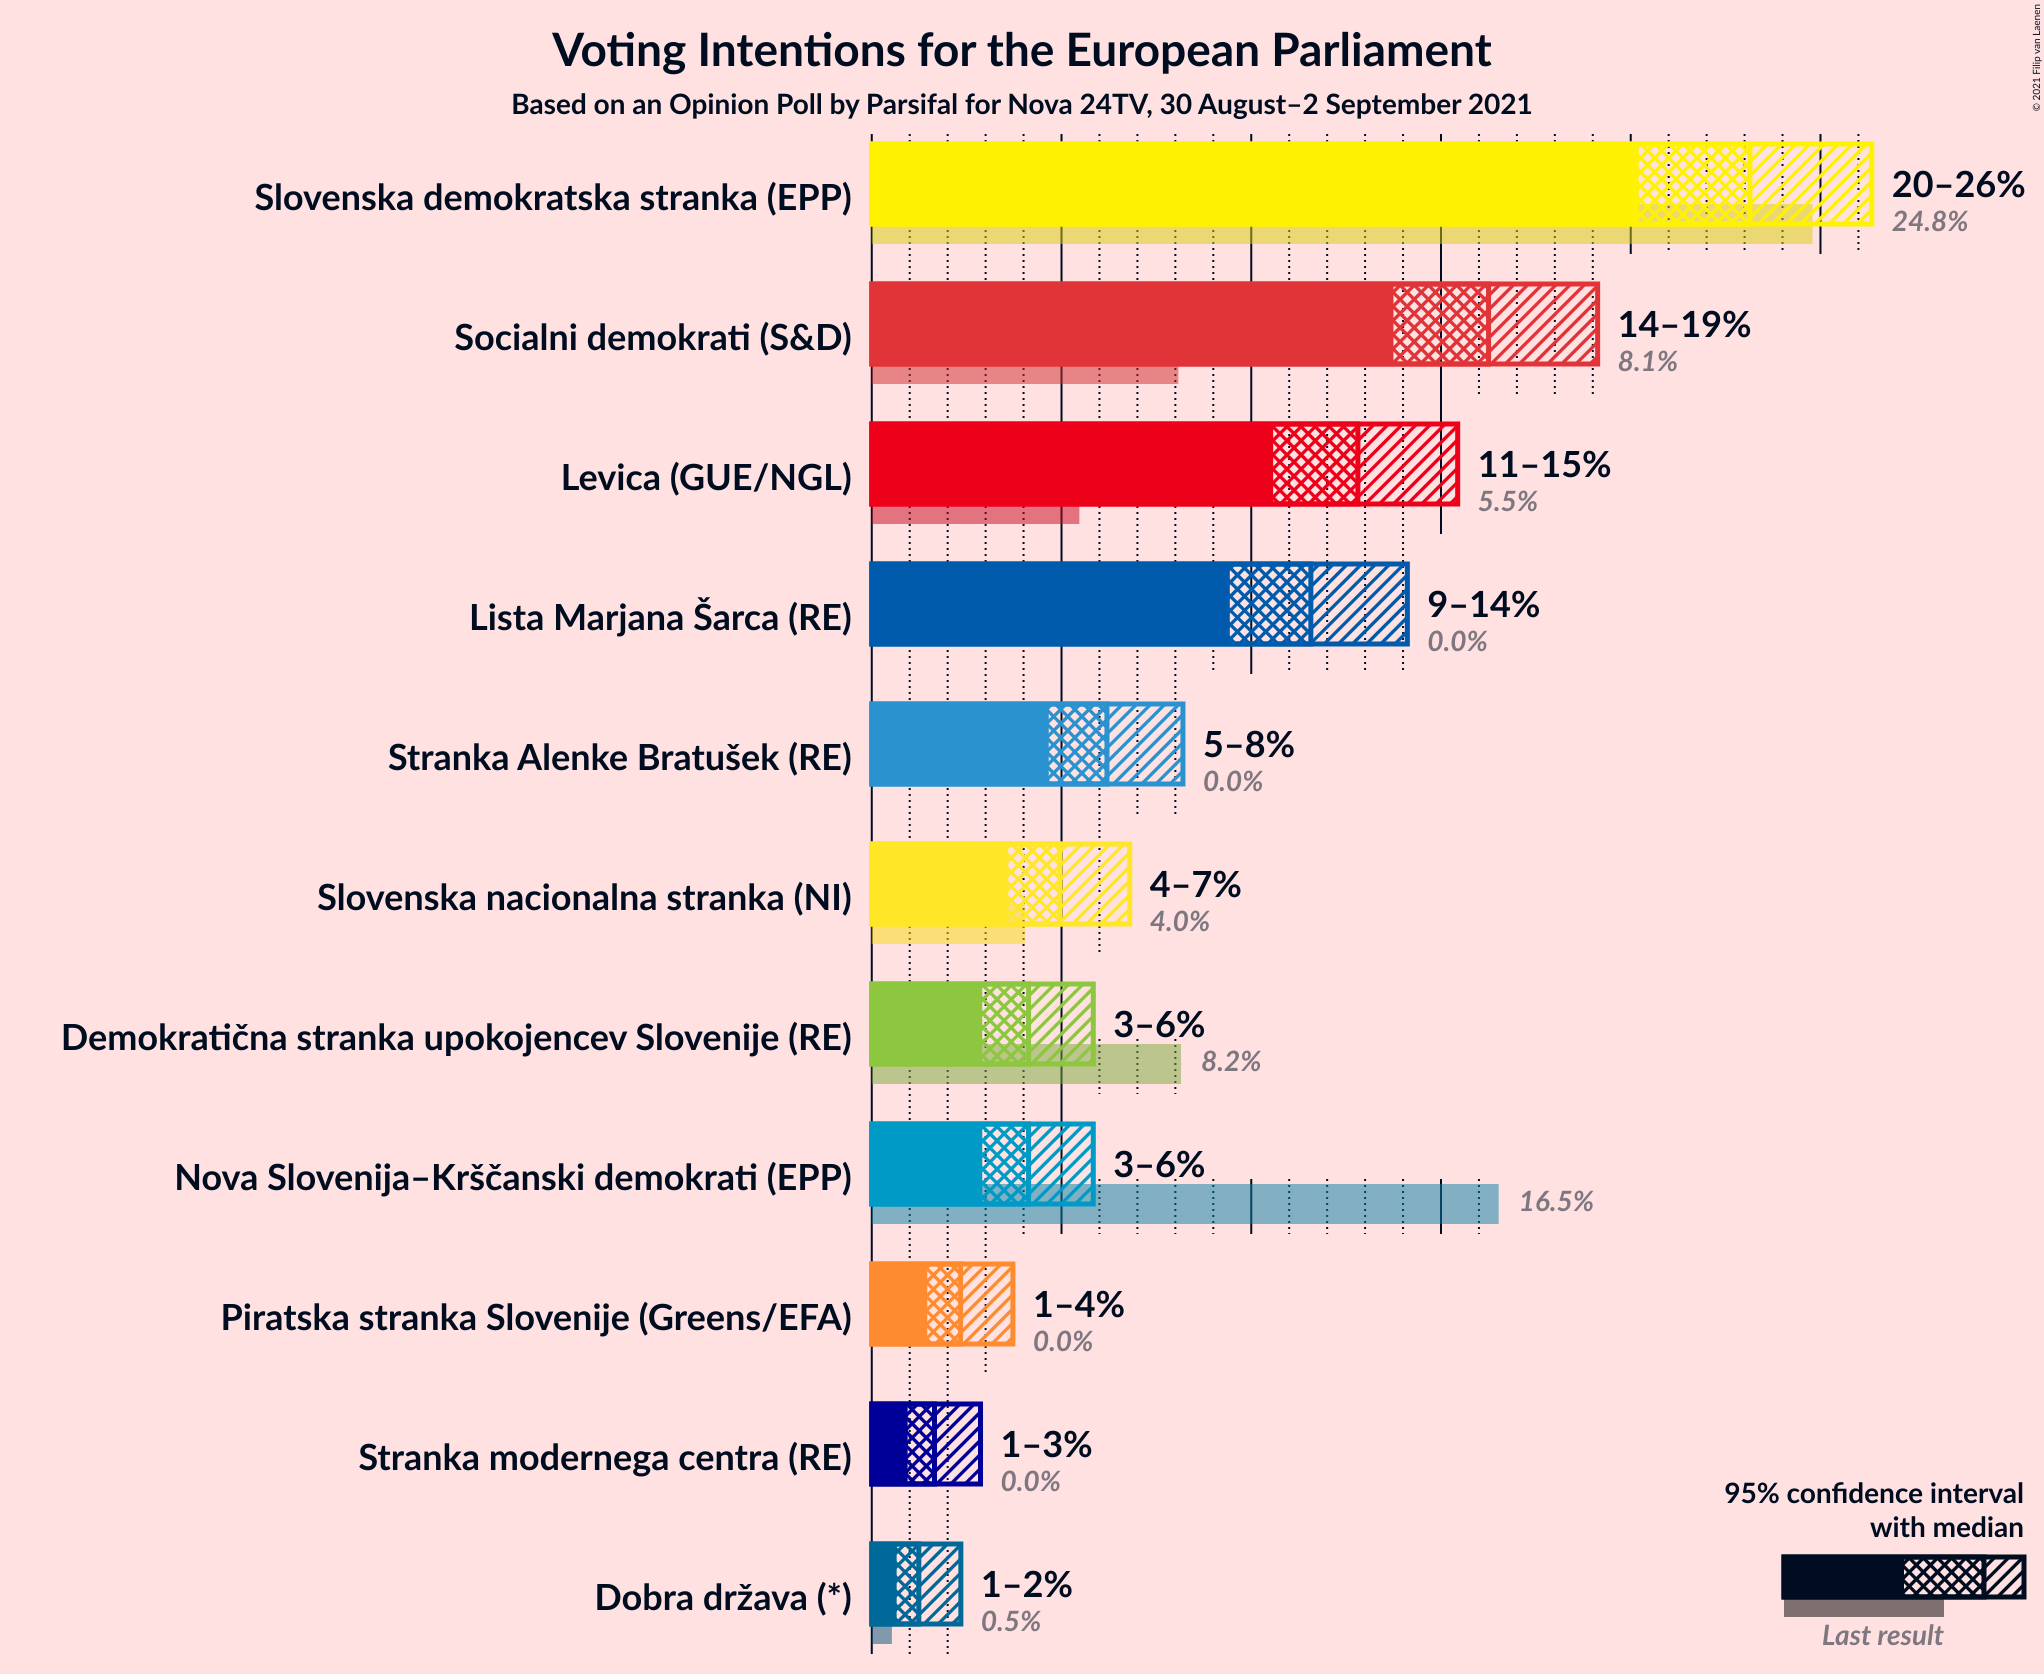 Voting Intentions for the European Parliament
Based on an Opinion Poll by Parsifal for Nova 24TV, 30 August–2 September 2021
© 2021 Filip van Laenen
Slovenska demokratska stranka (EPP)
20–26%
24.8%
Socialni demokrati (S&D)
14–19%
8.1%
Levica (GUE/NGL)
11–15%
5.5%
Lista Marjana Šarca (RE)
9–14%
0.0%
Stranka Alenke Bratušek (RE)
5–8%
0.0%
Slovenska nacionalna stranka (NI)
4–7%
4.0%
Demokratična stranka upokojencev Slovenije (RE)
3–6%
8.2%
Nova Slovenija–Krščanski demokrati (EPP)
3–6%
16.5%
Piratska stranka Slovenije (Greens/EFA)
1–4%
0.0%
Stranka modernega centra (RE)
1–3%
0.0%
Dobra država (*)
1–2%
0.5%
95% confidence interval
with median
Last result